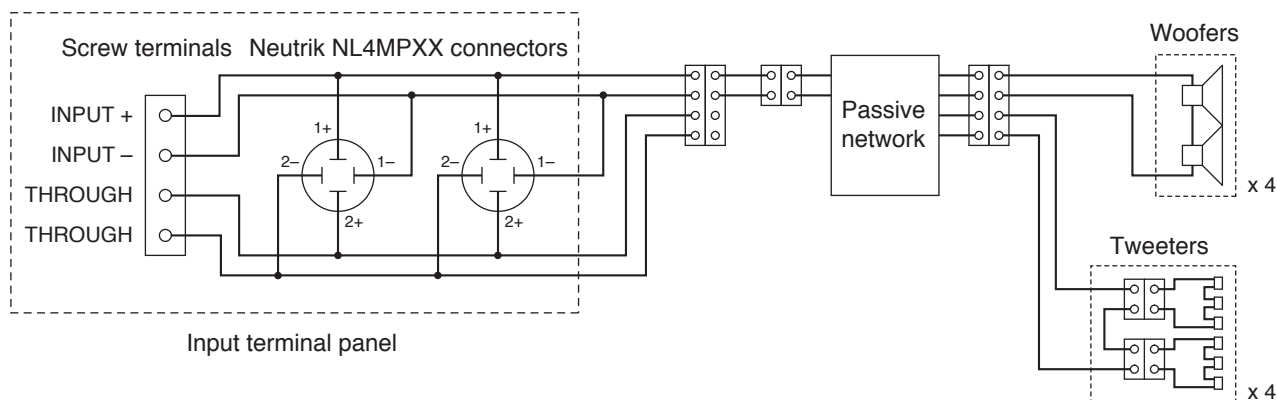 Screw terminals
Neutrik NL4MPXX connectors
INPUT +
INPUT –
THROUGH
THROUGH
1+
2–
1–
2+
1+
2–
1–
2+
Input terminal panel
Passive
network
Woofers
x 4
Tweeters
x 4